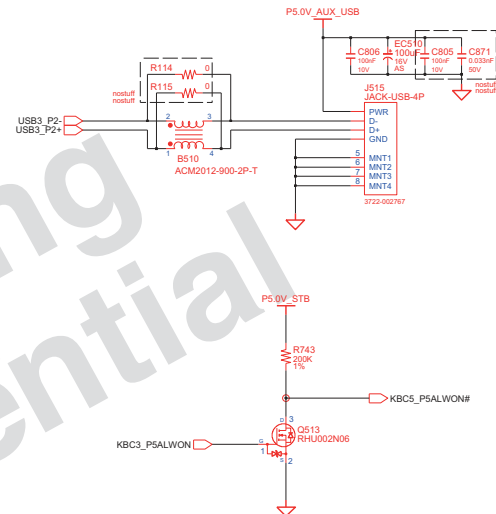 P5.0V_AUX_USB
C806
100nF
10V
EC510
100uF
16V
AS
C805
100nF
10V
C871
0.033nF
50V
nostuff
nostuff
R114
0
R115
0
nostuff
nostuff
USB3_P2-
USB3_P2+
2
3
1
4
B510
ACM2012-900-2P-T
J515
JACK-USB-4P
PWR
D-
D+
GND
5
MNT1
6
MNT2
7
MNT3
8
MNT4
3722-002767
P5.0V_STB
R743
200K
1%
KBC5_P5ALWON#
KBC3_P5ALWON
D
3
G
1
S
2
Q513
RHU002N06
ential